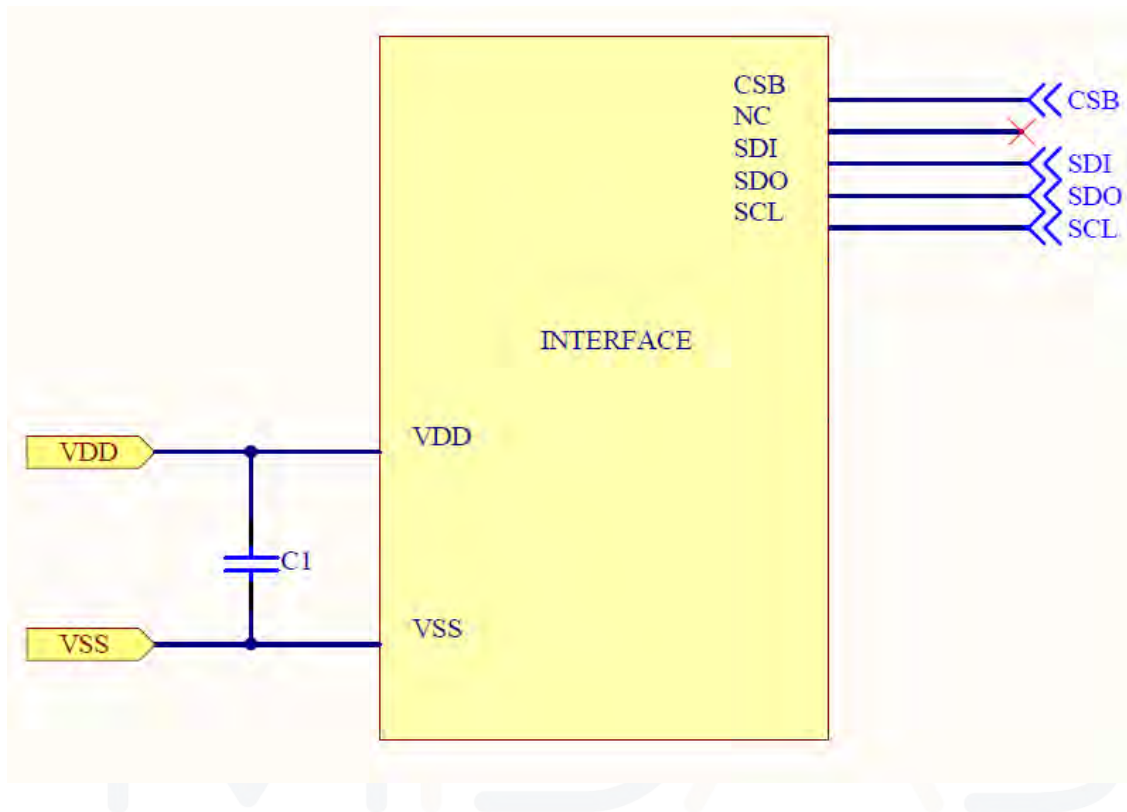 CSB CSB
NC
SDI SDI
SDO SDO
SCL SCL
INTERFACE
VDD VDD
C1
VSS VSS